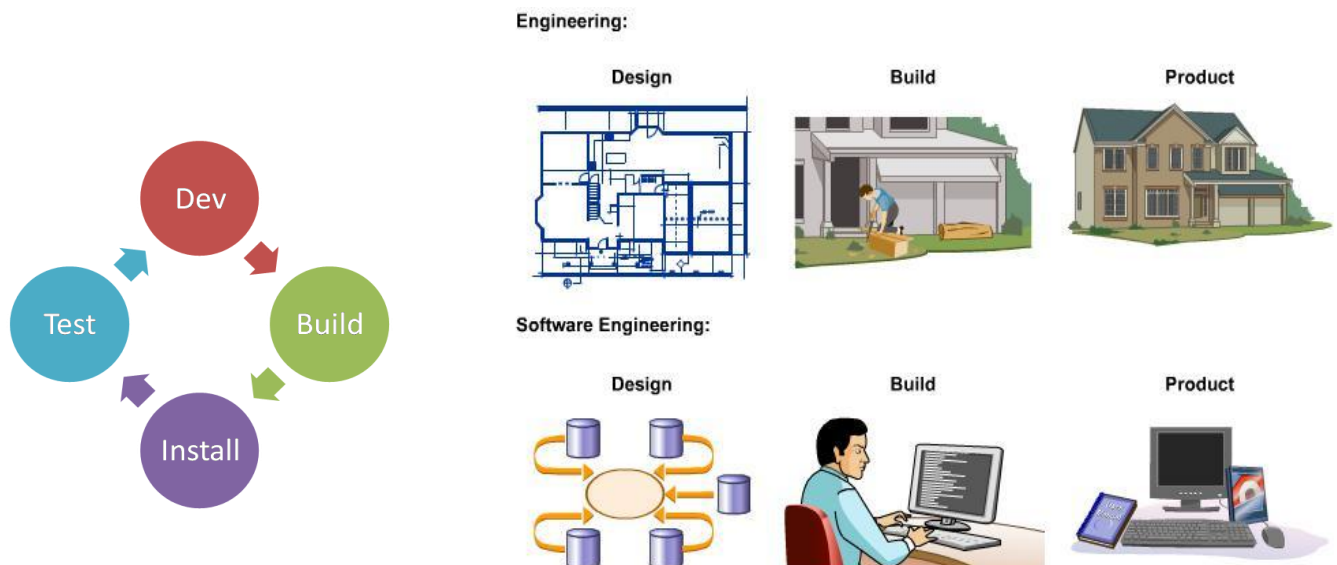 Dev
Build
Install
Test
Engineering:
Design Build Product
Software Engineering:
Design Build Product